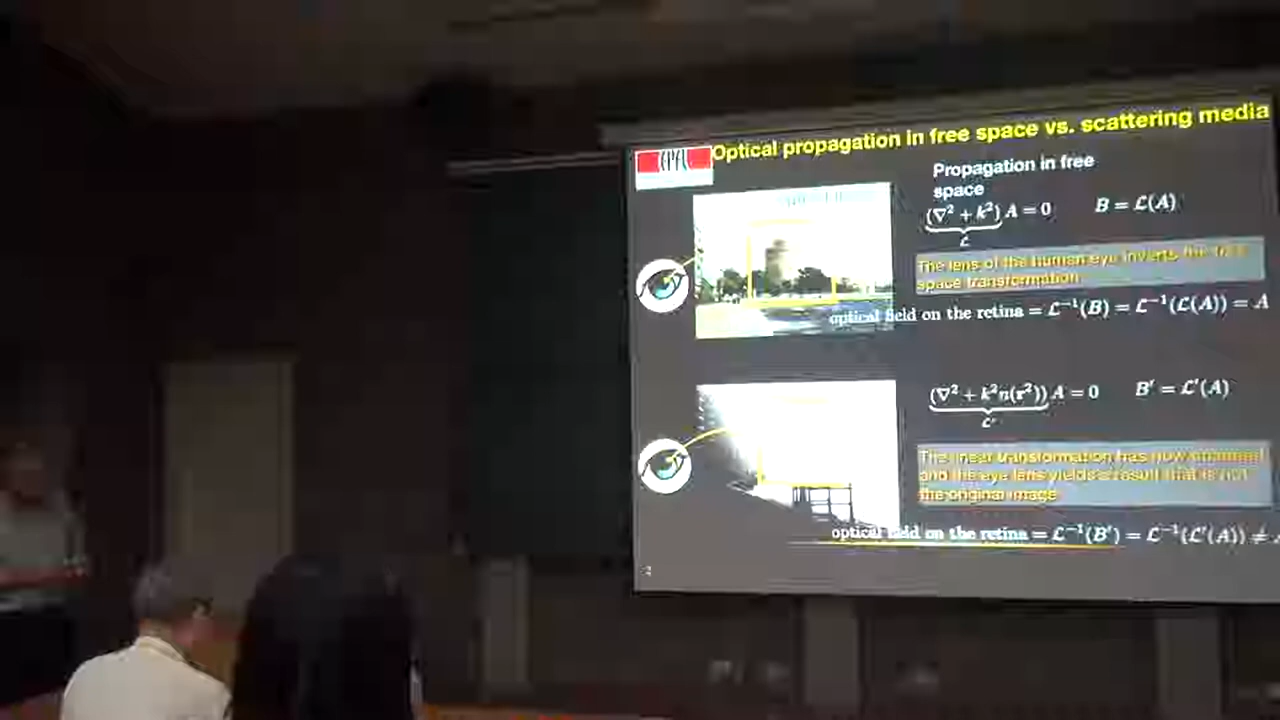 EPFL
Optical propagation in free space vs. scattering media
Propagation in free
space
(∇² + k²) A = 0 B = ℒ(A)
ℒ
The lens of the human eye inverts the free
space transformation
optical field on the retina = ℒ⁻¹(B) = ℒ⁻¹(ℒ(A)) = A
(∇² + k²n(r²)) A = 0 B′ = ℒ′(A)
ℒ′
The linear transformation has now changed
and the eye lens yields a result that is not
the original image
optical field on the retina = ℒ⁻¹(B′) = ℒ⁻¹(ℒ′(A)) ≠